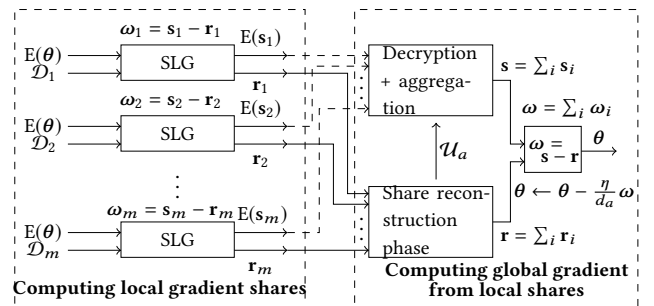 ω₁ = s₁ − r₁
E(θ)
𝒟₁
SLG
E(s₁)
r₁
ω₂ = s₂ − r₂
E(θ)
𝒟₂
SLG
E(s₂)
r₂
⋮
ωₘ = sₘ − rₘ
E(θ)
𝒟ₘ
SLG
E(sₘ)
rₘ
Computing local gradient shares
⋮
Decryption
+ aggrega-
tion
s = ∑ᵢ sᵢ
ω = ∑ᵢ ωᵢ
ω =
s − r
θ
𝒰ₐ
θ ← θ − η/dₐ ω
⋮
Share recon-
struction
phase
r = ∑ᵢ rᵢ
Computing global gradient
from local shares